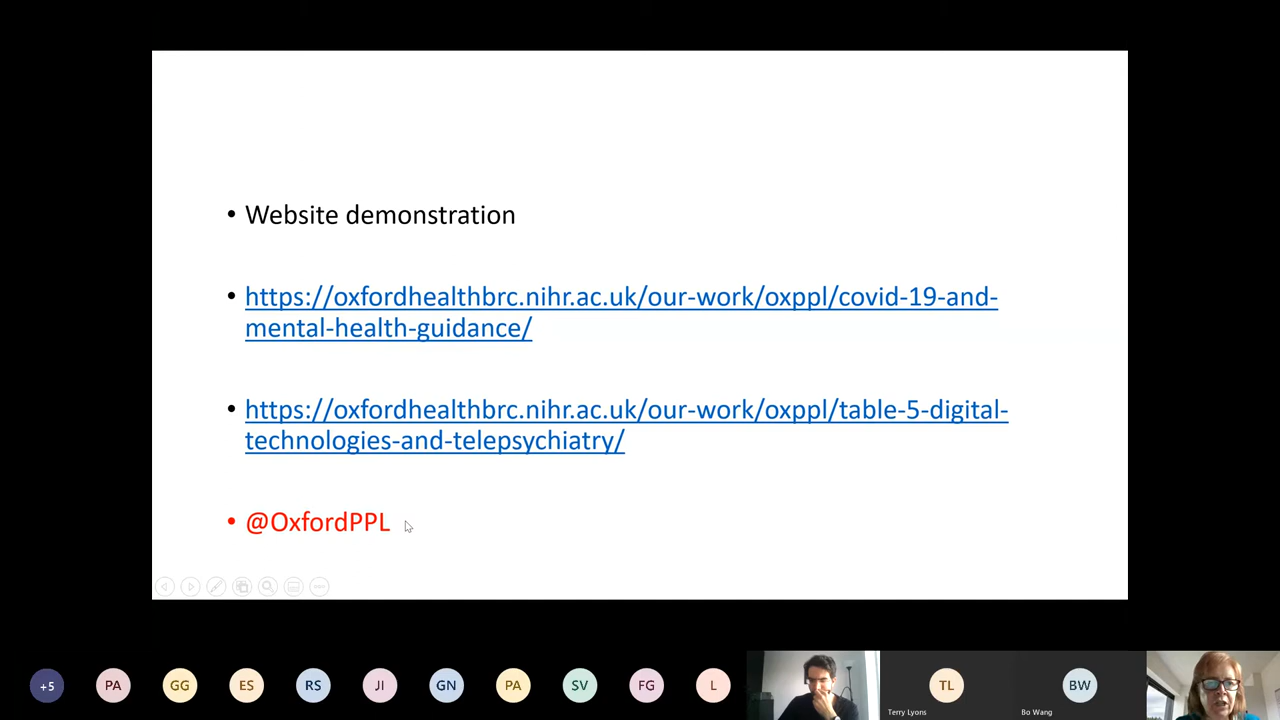 Website demonstration
https://oxfordhealthbrc.nihr.ac.uk/our-work/oxppl/covid-19-and-
mental-health-guidance/
https://oxfordhealthbrc.nihr.ac.uk/our-work/oxppl/table-5-digital-
technologies-and-telepsychiatry/
@OxfordPPL
+5 PA GG ES RS JI GN PA SV FG L TL BW
Terry Lyons Bo Wang